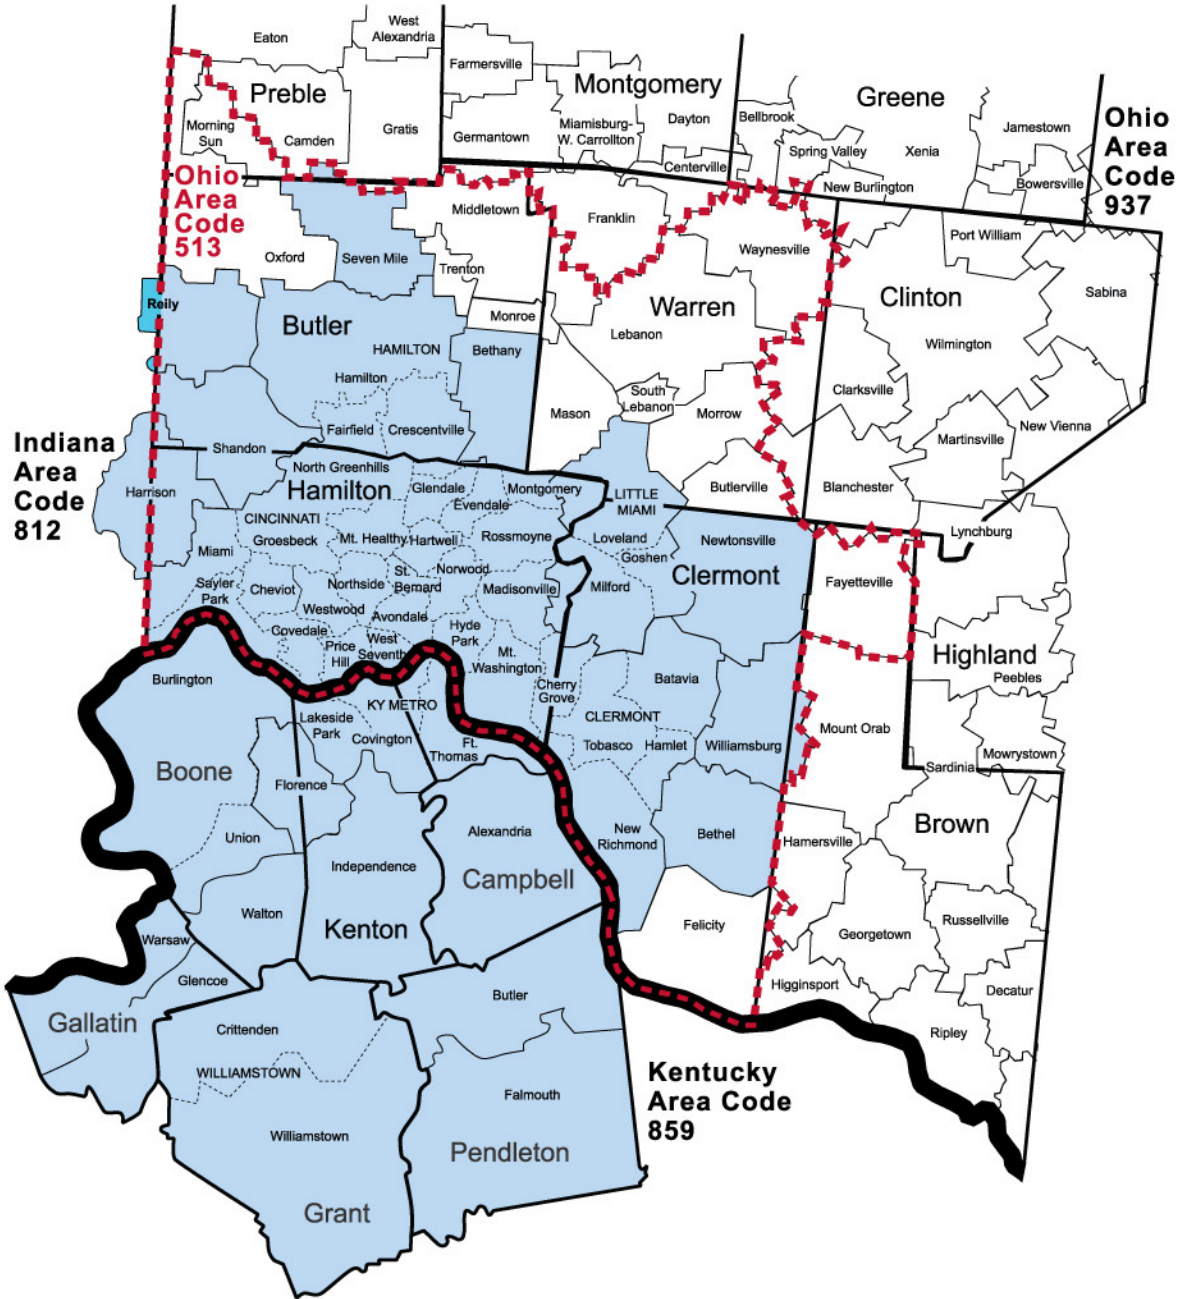 West
Alexandria
Eaton
Farmersville
Montgomery
Preble
Greene
Morning
Sun
Camden
Gratis
Germantown
Miamisburg-
W. Carrollton
Dayton
Bellbrook
Jamestown
Ohio
Area
Code
937
Centerville
Spring Valley
Xenia
Bowersville
New Burlington
Ohio
Area
Code
513
Middletown
Franklin
Port William
Waynesville
Oxford
Seven Mile
Trenton
Sabina
Reily
Warren
Clinton
Butler
Monroe
Lebanon
Wilmington
HAMILTON
Bethany
Hamilton
South
Lebanon
Clarksville
Mason
Morrow
New Vienna
Fairfield
Crescentville
Martinsville
Indiana
Area
Code
812
Shandon
North Greenhills
Harrison
Hamilton
Glendale
Montgomery
LITTLE
MIAMI
Butlerville
Blanchester
Evendale
CINCINNATI
Groesbeck
Mt. Healthy
Hartwell
Rossmoyne
Loveland
Newtonsville
Lynchburg
Miami
Goshen
Sayler
Park
Cheviot
Northside
St.
Bernard
Norwood
Madisonville
Milford
Clermont
Fayetteville
Westwood
Avondale
Covedale
Hyde
Park
Price
Hill
West
Seventh
Mt.
Washington
Highland
Peebles
Burlington
Cherry
Grove
Batavia
KY METRO
Lakeside
Park
Covington
Ft.
Thomas
CLERMONT
Tobasco
Hamlet
Williamsburg
Mount Orab
Mowrystown
Sardinia
Boone
Florence
Union
Alexandria
New
Richmond
Bethel
Hamersville
Brown
Independence
Campbell
Walton
Kenton
Felicity
Georgetown
Russellville
Warsaw
Glencoe
Higginsport
Decatur
Butler
Gallatin
Crittenden
Ripley
WILLIAMSTOWN
Kentucky
Area Code
859
Falmouth
Williamstown
Pendleton
Grant